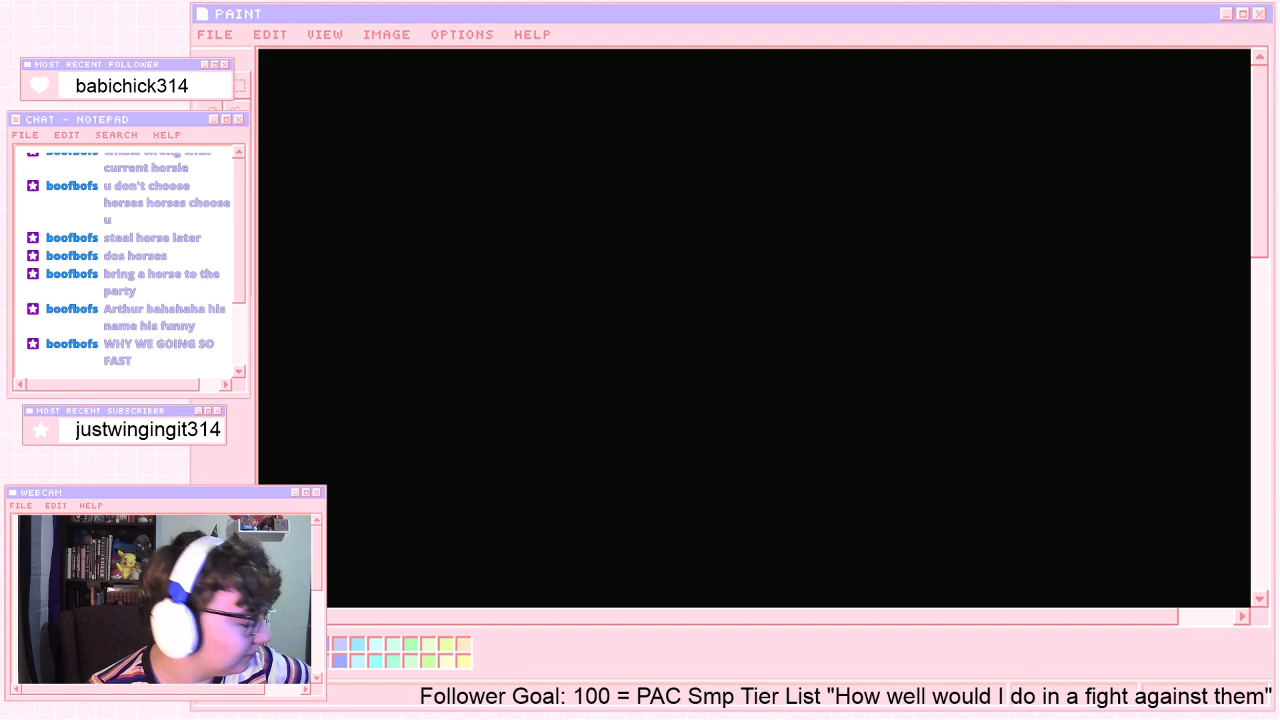 PAINT
FILE EDIT VIEW IMAGE OPTIONS HELP
MOST RECENT FOLLOWER
babichick314
CHAT - NOTEPAD
FILE EDIT SEARCH HELP
current horsie
boofbofs u don't choose
horses horses choose
u
boofbofs steal horse later
boofbofs dos horses
boofbofs bring a horse to the
party
boofbofs Arthur bahahaha his
name his funny
boofbofs WHY WE GOING SO
FAST
MOST RECENT SUBSCRIBER
justwingingit314
WEBCAM
FILE EDIT HELP
Follower Goal: 100 = PAC Smp Tier List "How well would I do in a fight against them"